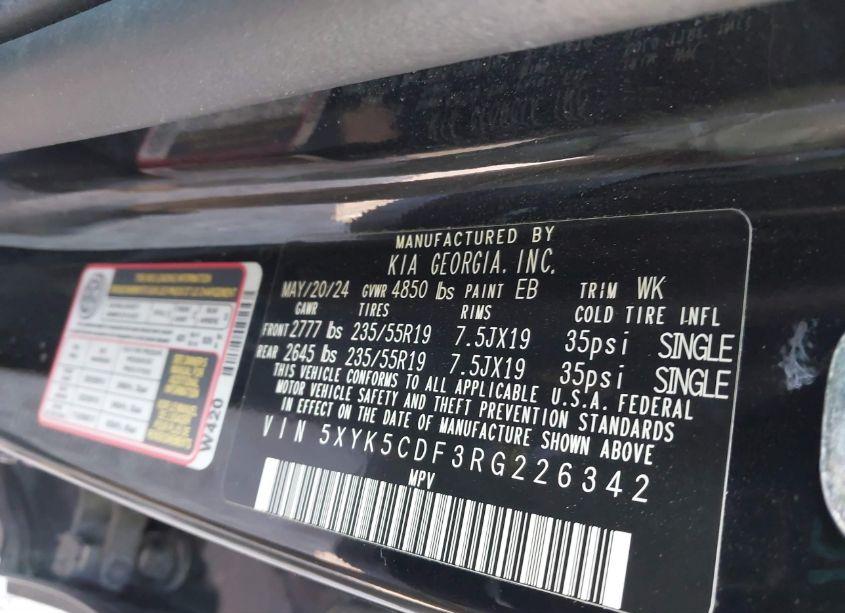 MANUFACTURED BY
KIA GEORGIA, INC.
MAY/20/24 GVWR 4850 lbs PAINT EB TRIM WK
GAWR TIRES RIMS COLD TIRE INFL
FRONT 2777 lbs 235/55R19 7.5JX19 35psi SINGLE
REAR 2645 lbs 235/55R19 7.5JX19 35psi SINGLE
THIS VEHICLE CONFORMS TO ALL APPLICABLE U.S.A. FEDERAL
MOTOR VEHICLE SAFETY AND THEFT PREVENTION STANDARDS
IN EFFECT ON THE DATE OF MANUFACTURE SHOWN ABOVE
VIN 5XYK5CDF3RG226342
MPV
W420